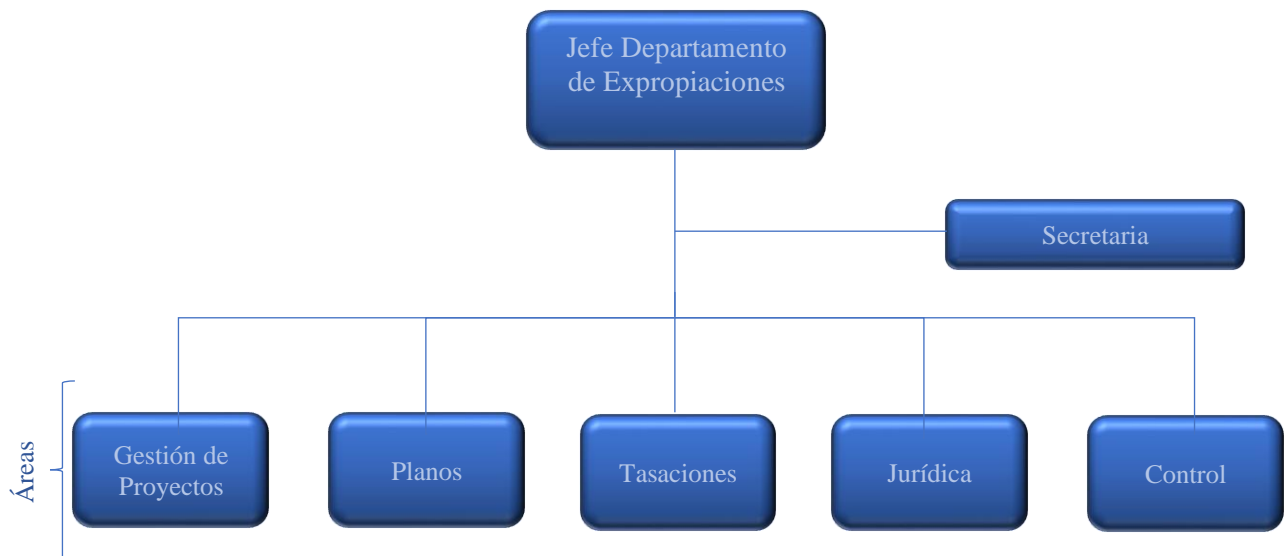 Jefe Departamento
de Expropiaciones
Secretaria
Áreas
Gestión de
Proyectos
Planos
Tasaciones
Jurídica
Control